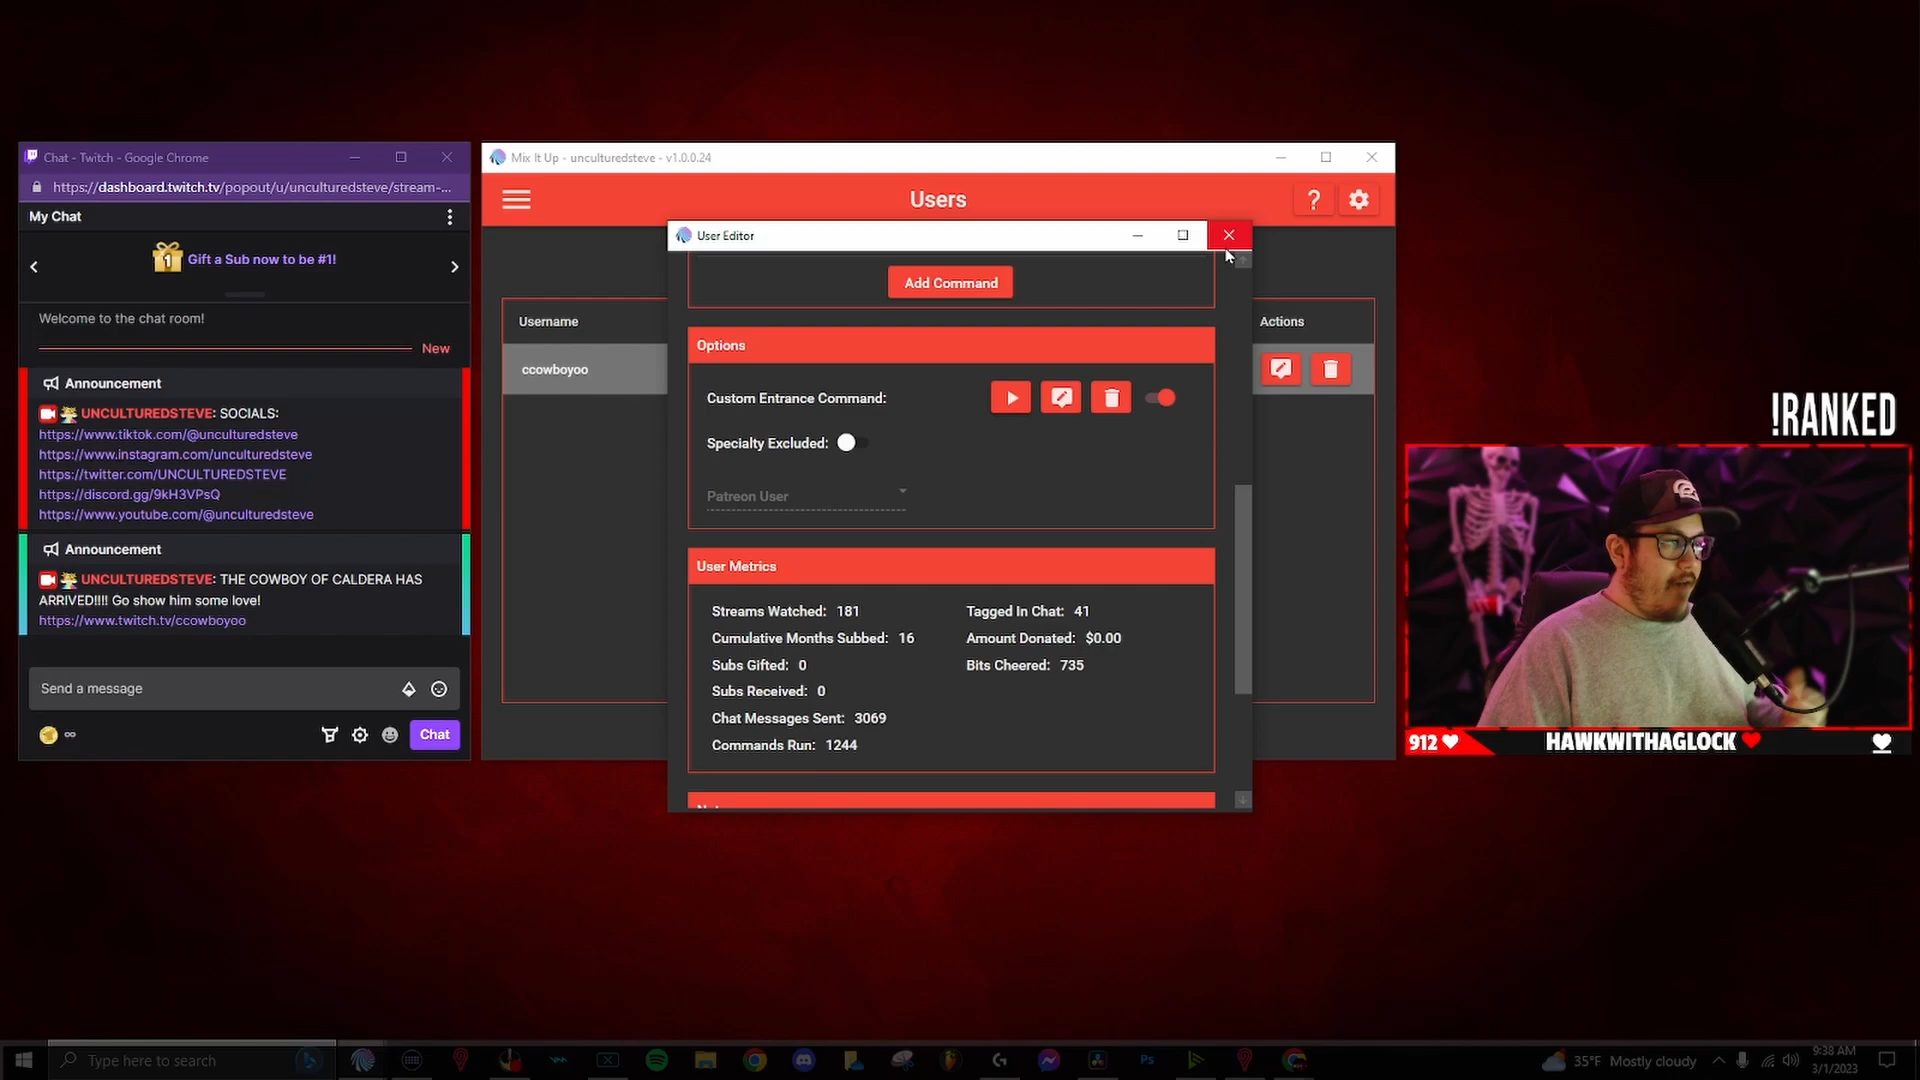 Chat - Twitch - Google Chrome
https://dashboard.twitch.tv/popout/u/unculturedsteve/stream-...
My Chat
1
Gift a Sub now to be #1!
Welcome to the chat room!
New
Announcement
UNCULTUREDSTEVE: SOCIALS:
https://www.tiktok.com/@unculturedsteve
https://www.instagram.com/unculturedsteve
https://twitter.com/UNCULTUREDSTEVE
https://discord.gg/9kH3VPsQ
https://www.youtube.com/@unculturedsteve
Announcement
UNCULTUREDSTEVE: THE COWBOY OF CALDERA HAS
ARRIVED!!!! Go show him some love!
https://www.twitch.tv/ccowboyoo
Send a message
∞
Chat
Mix It Up - unculturedsteve - v1.0.0.24
Users
?
Username
Actions
ccowboyoo
User Editor
Add Command
Options
Custom Entrance Command:
Specialty Excluded:
Patreon User
User Metrics
Streams Watched: 181
Cumulative Months Subbed: 16
Subs Gifted: 0
Subs Received: 0
Chat Messages Sent: 3069
Commands Run: 1244
Tagged In Chat: 41
Amount Donated: $0.00
Bits Cheered: 735
!RANKED
912
HAWKWITHAGLOCK
Type here to search
Ps
35°F Mostly cloudy
9:38 AM
3/1/2023